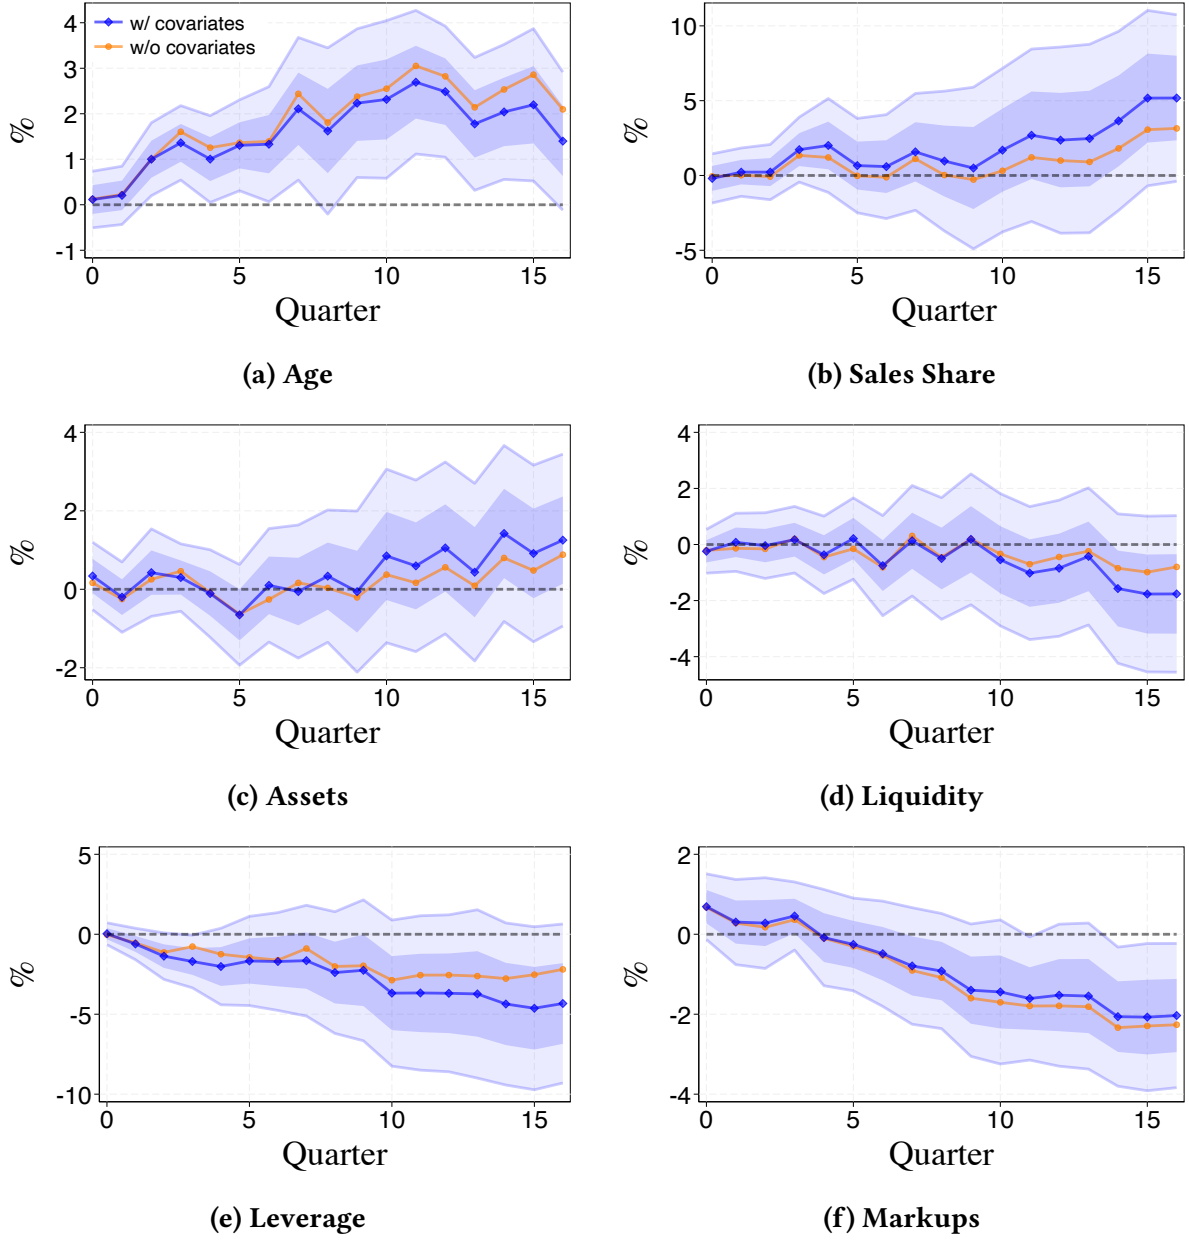 w/ covariates
w/o covariates
%
4
3
2
1
0
-1
0 5 10 15
Quarter
(a) Age
%
10
5
0
-5
0 5 10 15
Quarter
(b) Sales Share
%
4
2
0
-2
0 5 10 15
Quarter
(c) Assets
%
4
2
0
-2
-4
0 5 10 15
Quarter
(d) Liquidity
%
5
0
-5
-10
0 5 10 15
Quarter
(e) Leverage
%
2
0
-2
-4
0 5 10 15
Quarter
(f) Markups